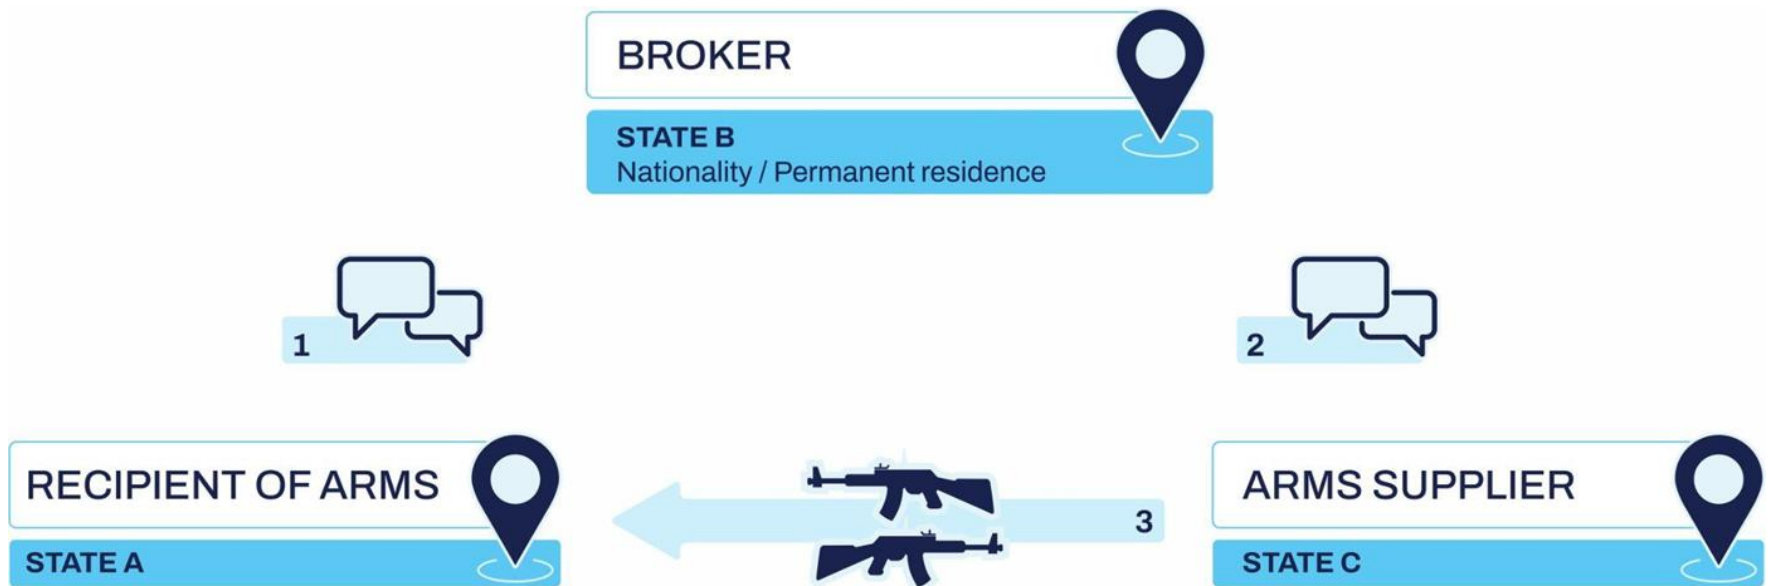 BROKER
STATE B
Nationality / Permanent residence
1
2
RECIPIENT OF ARMS
STATE A
3
ARMS SUPPLIER
STATE C